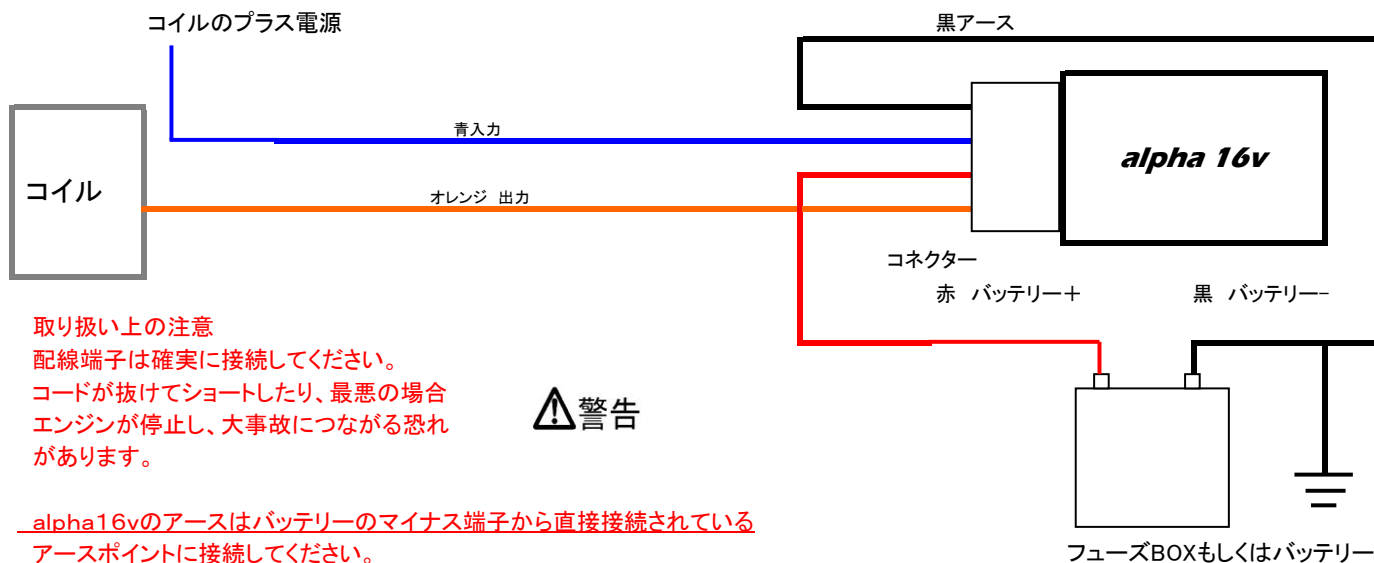 コイルのプラス電源
黒アース
青入力
コイル
alpha 16v
オレンジ 出力
コネクター
赤 バッテリー＋
黒 バッテリー−
取り扱い上の注意
配線端子は確実に接続してください。
コードが抜けてショートしたり、最悪の場合
エンジンが停止し、大事故につながる恐れ
があります。
警告
alpha16vのアースはバッテリーのマイナス端子から直接接続されている
アースポイントに接続してください。
フューズBOXもしくはバッテリー